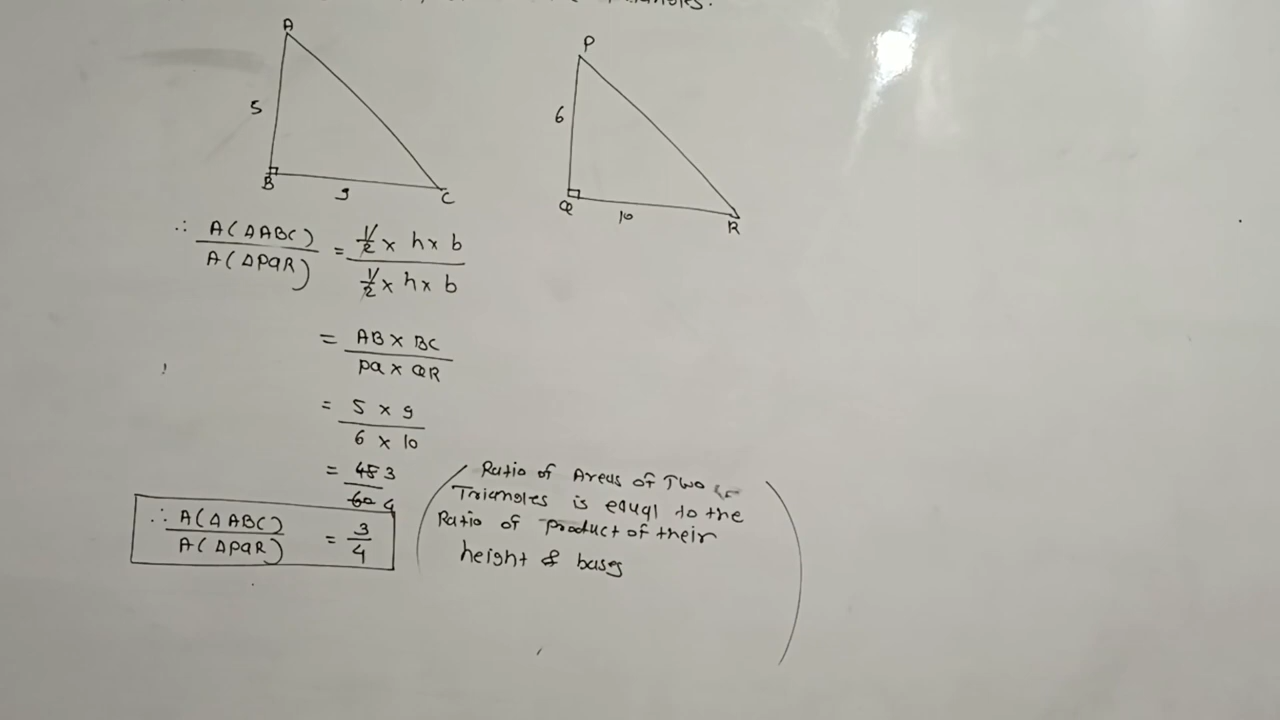 A
P
5
6
B
9
C
Q
10
R
∴ A(ΔABC) / A(ΔPQR) = 1/2 × h × b / 1/2 × h × b
= AB × BC / PQ × QR
= 5 × 9 / 6 × 10
= 45 3 / 60 4
∴ A(ΔABC) / A(ΔPQR) = 3 / 4
Ratio of Areas of Two
Triangles is equal to the
Ratio of product of their
height & bases